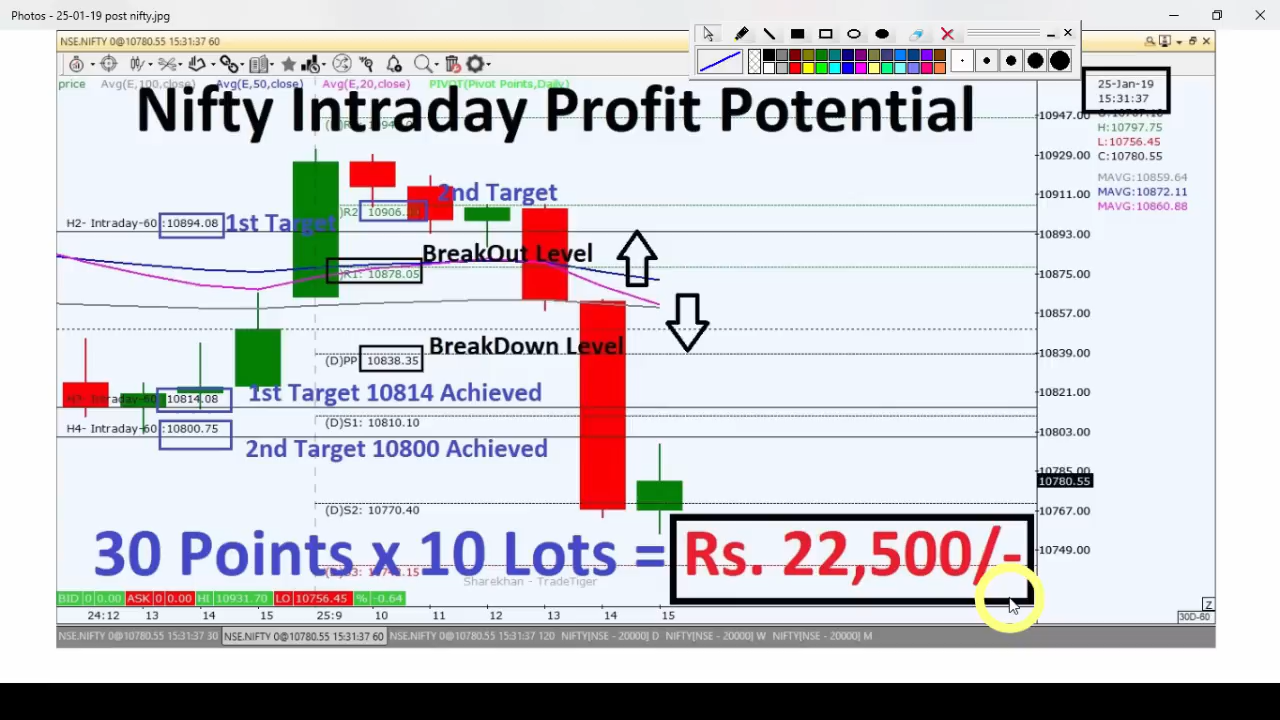 Photos - 25-01-19 post nifty.jpg
NSE.NIFTY 0@10780.55 15:31:37 60
price Avg(E,100,close) Avg(E,50,close) Avg(E,20,close) PIVOT(Pivot Points,Daily)
Nifty Intraday Profit Potential
25-Jan-19
15:31:37
H:10797.75
L:10756.45
C:10780.55
MAVG:10859.64
MAVG:10872.11
MAVG:10860.88
10947.00
10929.00
10911.00
10893.00
10875.00
10857.00
10839.00
10821.00
10803.00
10785.00
10780.55
10767.00
10749.00
2nd Target
R2: 10906.
H2- Intraday-60 :10894.08 1st Target
BreakOut Level
)R1: 10878.05
BreakDown Level
(D)PP 10838.35
1st Target 10814 Achieved
Intraday-60 :10814.08
(D)S1: 10810.10
H4- Intraday-60 :10800.75
2nd Target 10800 Achieved
(D)S2: 10770.40
30 Points x 10 Lots = Rs. 22,500/-
Sharekhan - TradeTiger
BID 0 0.00 ASK 0 0.00 HI 10931.70 LO 10756.45 % -0.64
24:12 13 14 15 25:9 10 11 12 13 14 15
Z
30D-60
NSE.NIFTY 0@10780.55 15:31:37 30 NSE.NIFTY 0@10780.55 15:31:37 60 NSE.NIFTY 0@10780.55 15:31:37 120 NIFTY[NSE - 20000] D NIFTY[NSE - 20000] W NIFTY[NSE - 20000] M